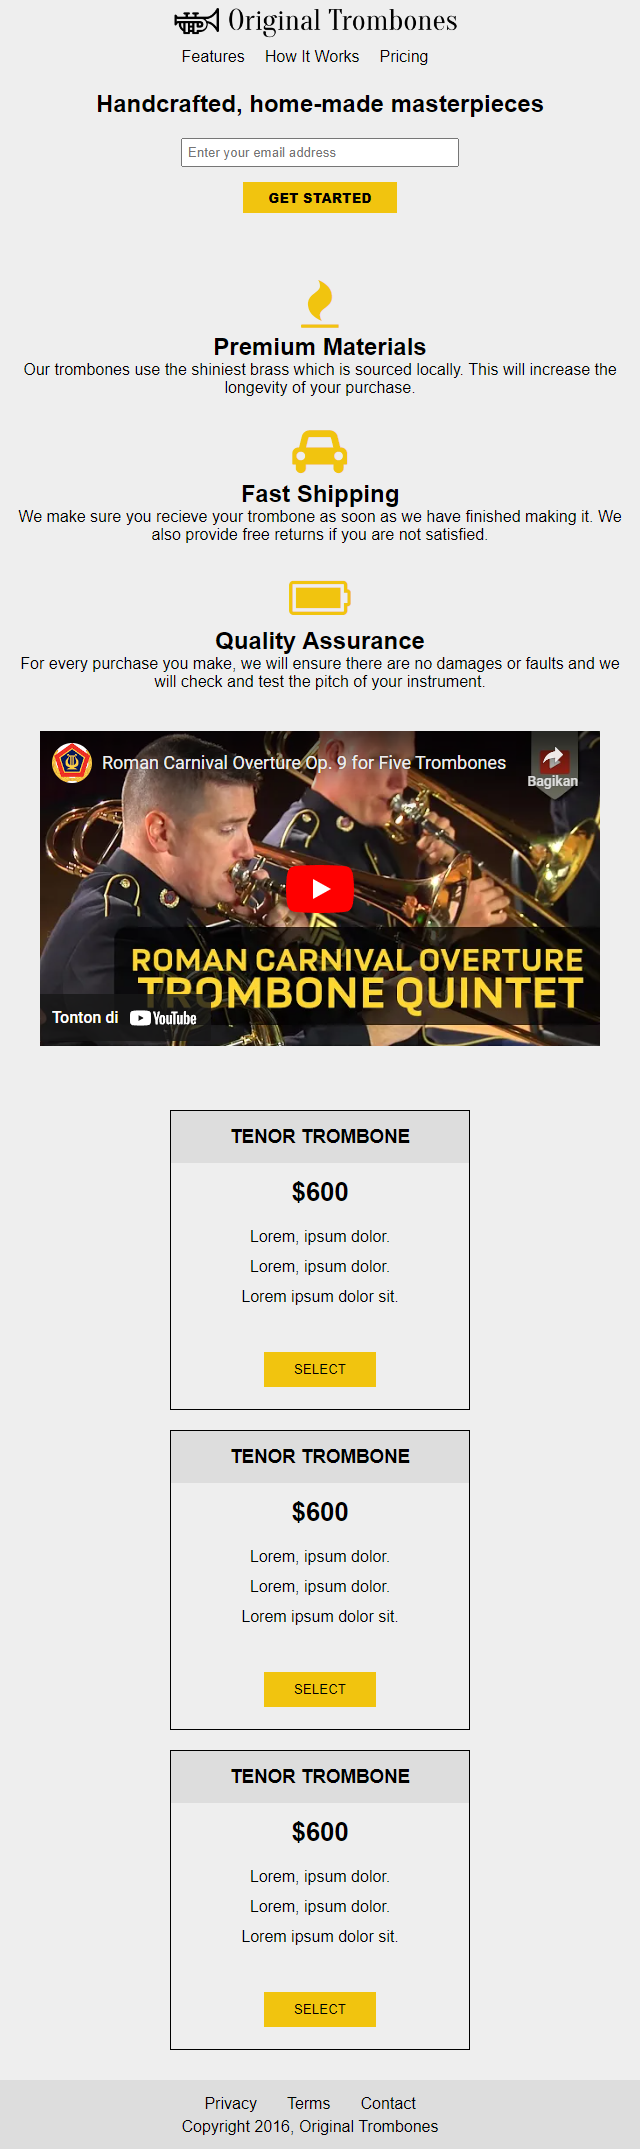 Original Trombones
Features How It Works Pricing
Handcrafted, home-made masterpieces
Enter your email address
GET STARTED
Premium Materials
Our trombones use the shiniest brass which is sourced locally. This will increase the
longevity of your purchase.
Fast Shipping
We make sure you recieve your trombone as soon as we have finished making it. We
also provide free returns if you are not satisfied.
Quality Assurance
For every purchase you make, we will ensure there are no damages or faults and we
will check and test the pitch of your instrument.
Roman Carnival Overture Op. 9 for Five Trombones
Bagikan
ROMAN CARNIVAL OVERTURE
TROMBONE QUINTET
Tonton di YouTube
TENOR TROMBONE
$600
Lorem, ipsum dolor.
Lorem, ipsum dolor.
Lorem ipsum dolor sit.
SELECT
TENOR TROMBONE
$600
Lorem, ipsum dolor.
Lorem, ipsum dolor.
Lorem ipsum dolor sit.
SELECT
TENOR TROMBONE
$600
Lorem, ipsum dolor.
Lorem, ipsum dolor.
Lorem ipsum dolor sit.
SELECT
Privacy Terms Contact
Copyright 2016, Original Trombones